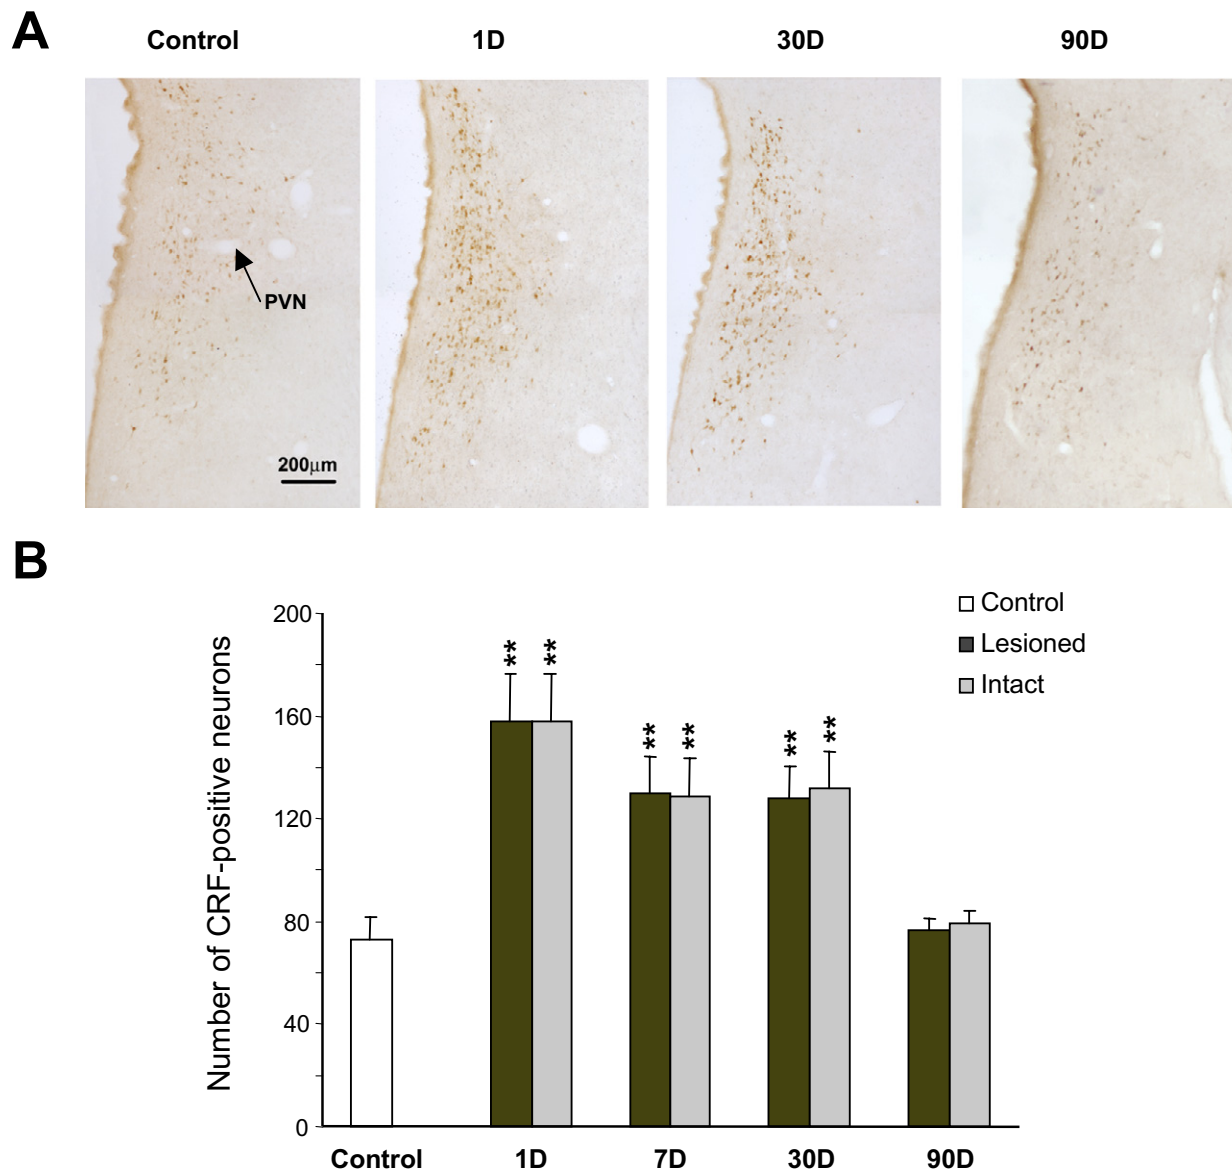 A
Control 1D 30D 90D
PVN
200µm
B
Control
Lesioned
Intact
Number of CRF-positive neurons
200
160
120
80
40
0
** ** ** ** ** **
Control 1D 7D 30D 90D